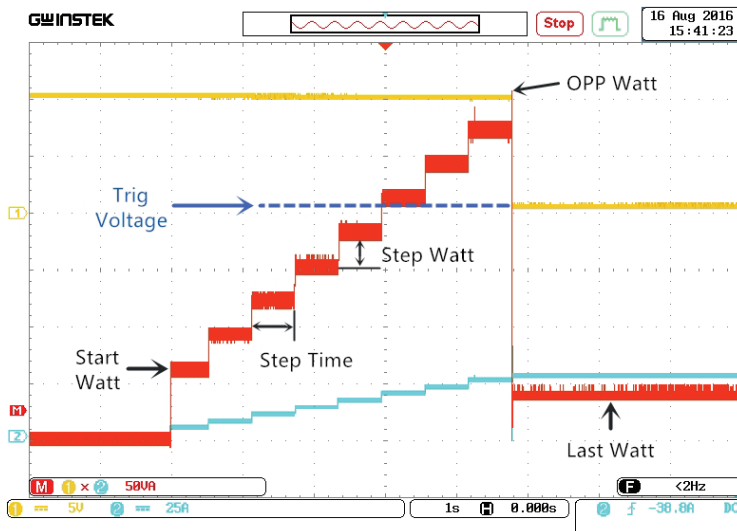 GWINSTEK
Stop
16 Aug 2016
15:41:23
OPP Watt
Trig
Voltage
1
Step Watt
Step Time
Start
Watt
M
2
Last Watt
M 1 x 2 50VA
F <2Hz
1 5V 2 25A
1s H 0.000s
2 -38.8A DC